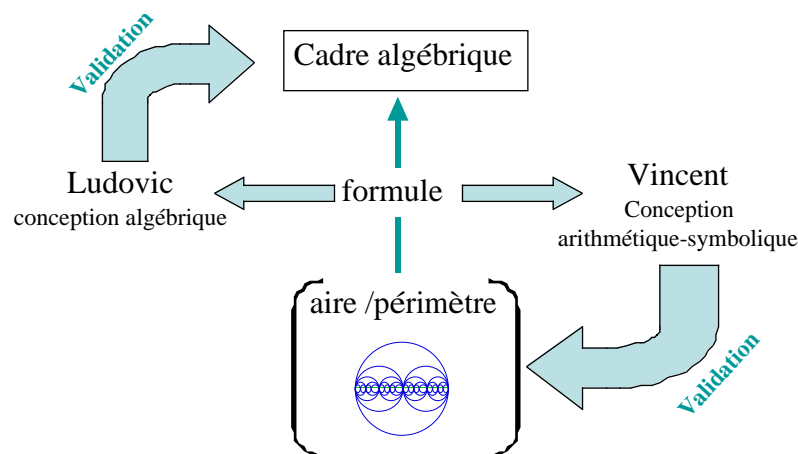 Validation
Cadre algébrique
Ludovic
conception algébrique
formule
Vincent
Conception
arithmétique-symbolique
aire /périmètre
Validation